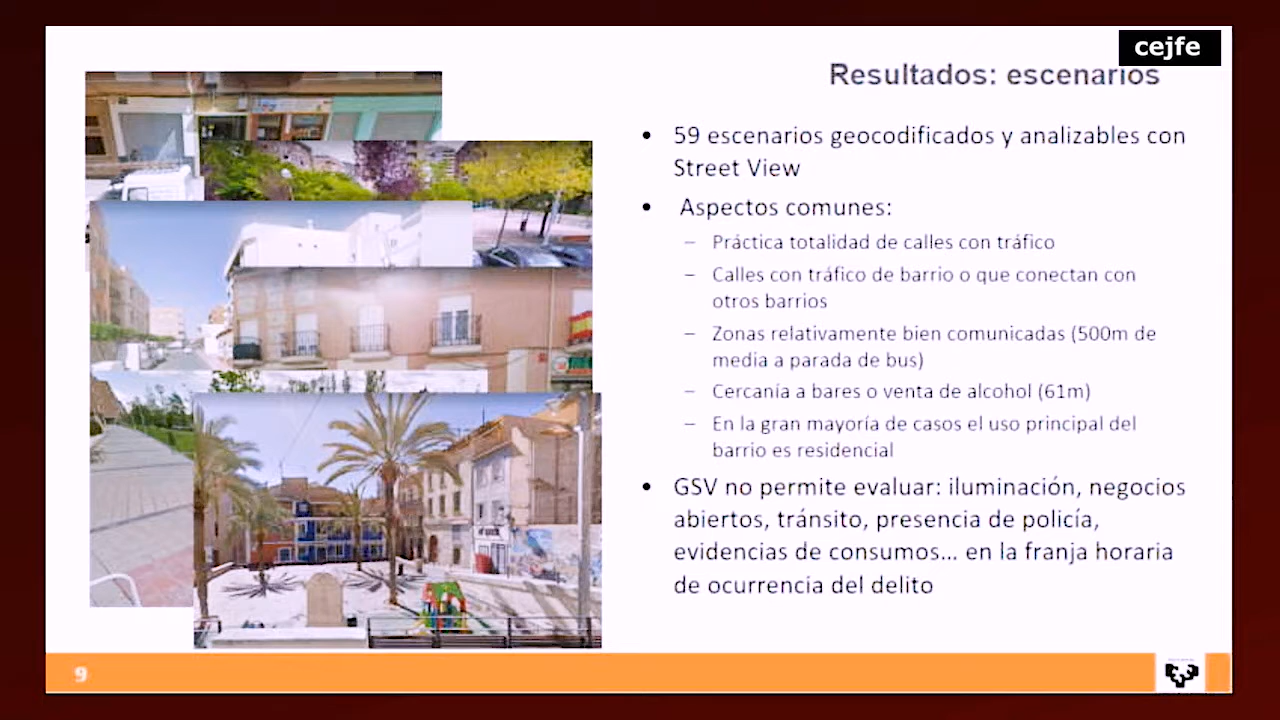 cejfe
Resultados: escenarios
• 59 escenarios geocodificados y analizables con
Street View
• Aspectos comunes:
– Práctica totalidad de calles con tráfico
– Calles con tráfico de barrio o que conectan con
otros barrios
– Zonas relativamente bien comunicadas (500m de
media a parada de bus)
– Cercanía a bares o venta de alcohol (61m)
– En la gran mayoría de casos el uso principal del
barrio es residencial
• GSV no permite evaluar: iluminación, negocios
abiertos, tránsito, presencia de policía,
evidencias de consumos... en la franja horaria
de ocurrencia del delito
9